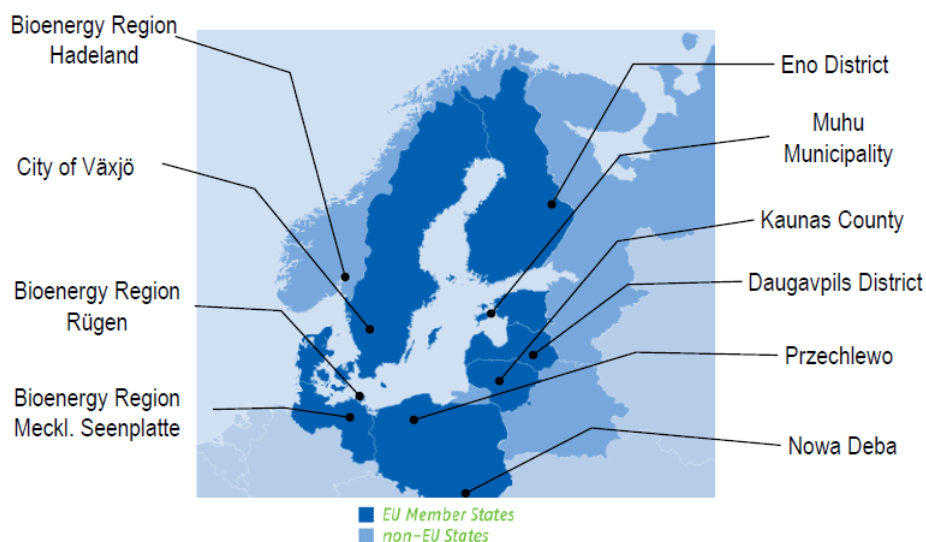 Bioenergy Region
Hadeland
City of Växjö
Bioenergy Region
Rügen
Bioenergy Region
Meckl. Seenplatte
Eno District
Muhu
Municipality
Kaunas County
Daugavpils District
Przechlewo
Nowa Deba
EU Member States
non-EU States